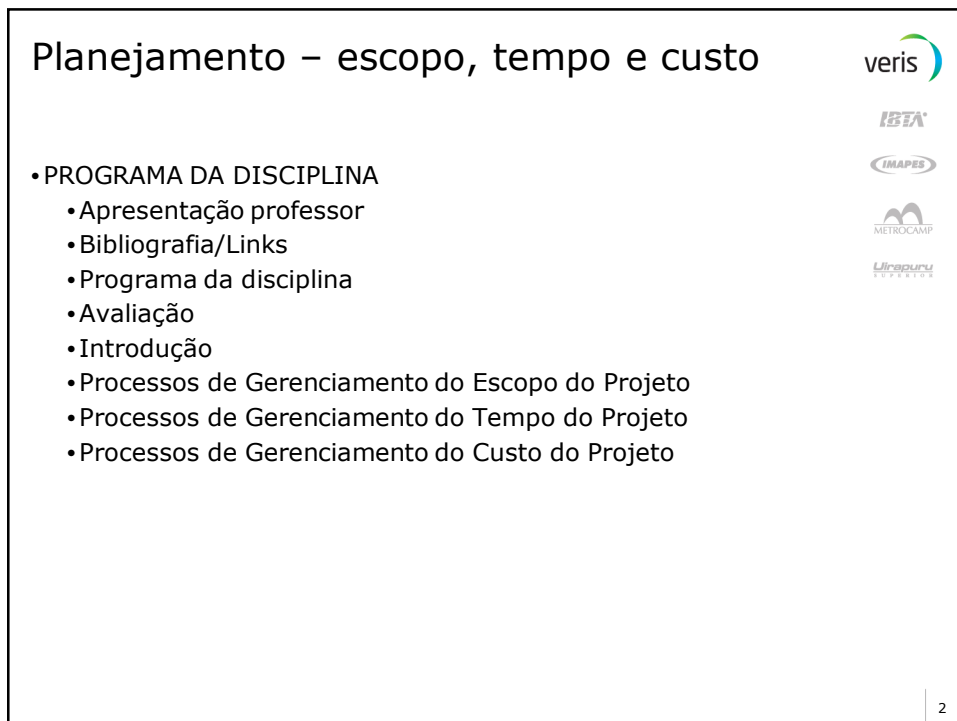 Planejamento – escopo, tempo e custo
veris
IBTA
IMAPES
METROCAMP
Uirapuru
SUPERIOR
•PROGRAMA DA DISCIPLINA
•Apresentação professor
•Bibliografia/Links
•Programa da disciplina
•Avaliação
•Introdução
•Processos de Gerenciamento do Escopo do Projeto
•Processos de Gerenciamento do Tempo do Projeto
•Processos de Gerenciamento do Custo do Projeto
2